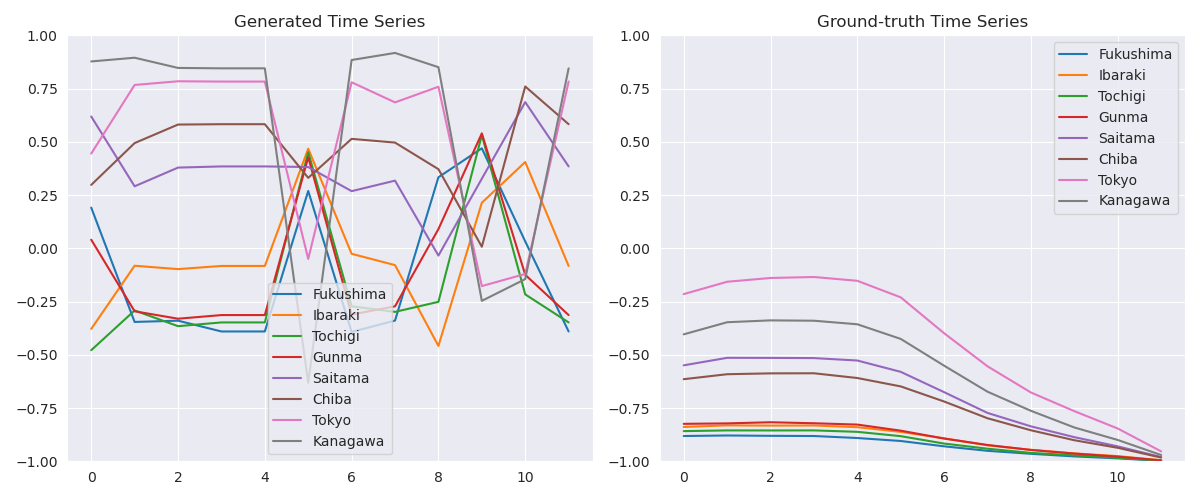 Generated Time Series
1.00
0.75
0.50
0.25
0.00
−0.25
−0.50
−0.75
−1.00
0 2 4 6 8 10
Fukushima
Ibaraki
Tochigi
Gunma
Saitama
Chiba
Tokyo
Kanagawa
Ground-truth Time Series
1.00
0.75
0.50
0.25
0.00
−0.25
−0.50
−0.75
−1.00
0 2 4 6 8 10
Fukushima
Ibaraki
Tochigi
Gunma
Saitama
Chiba
Tokyo
Kanagawa